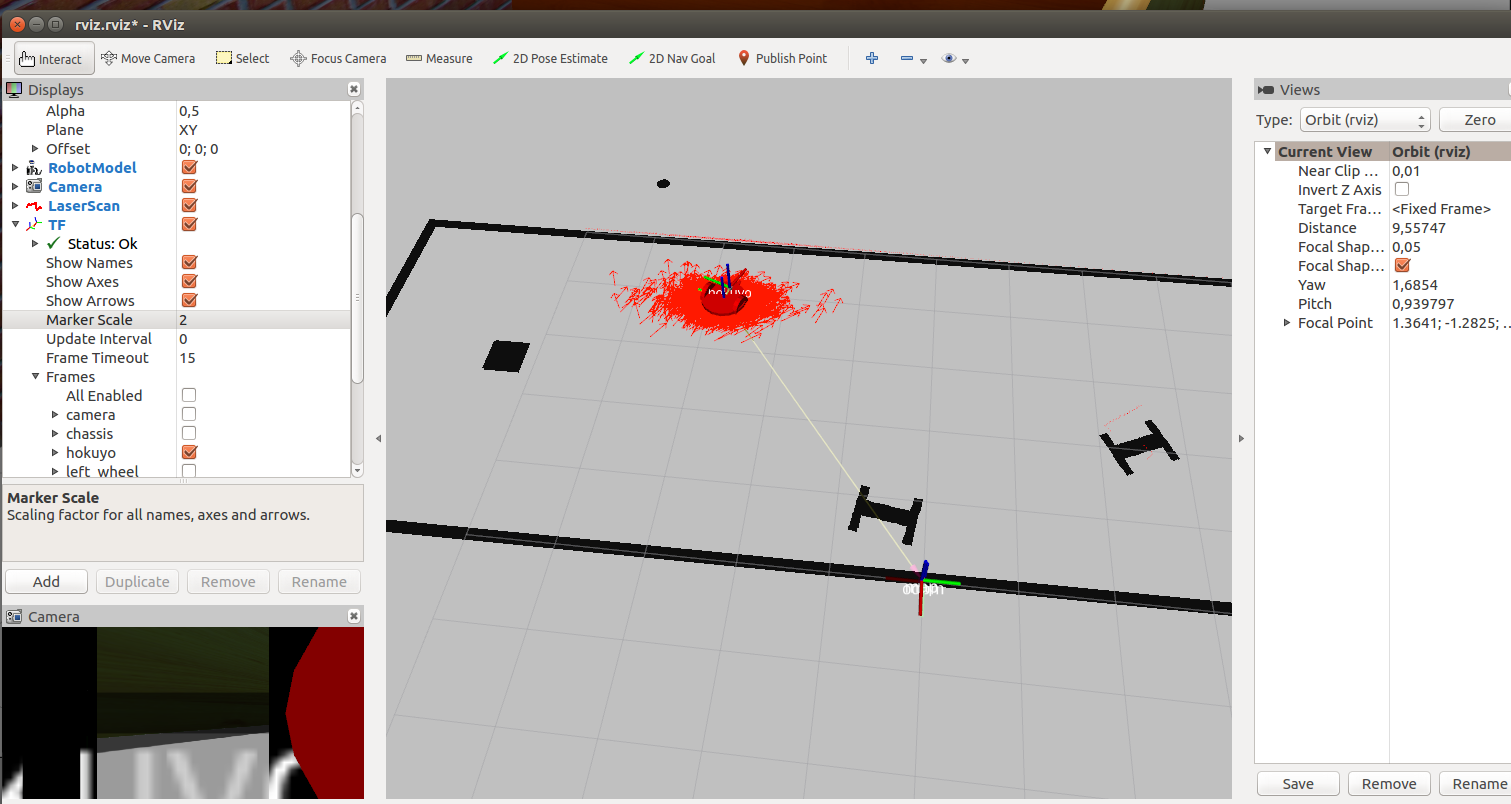 rviz.rviz* - RViz
Interact Move Camera Select Focus Camera Measure 2D Pose Estimate 2D Nav Goal Publish Point
Displays
Alpha 0,5
Plane XY
Offset 0; 0; 0
RobotModel
Camera
LaserScan
TF
Status: Ok
Show Names
Show Axes
Show Arrows
Marker Scale 2
Update Interval 0
Frame Timeout 15
Frames
All Enabled
camera
chassis
hokuyo
left_wheel
Marker Scale
Scaling factor for all names, axes and arrows.
Add Duplicate Remove Rename
Camera
hokuyo
Views
Type: Orbit (rviz) Zero
Current View Orbit (rviz)
Near Clip ... 0,01
Invert Z Axis
Target Fra... <Fixed Frame>
Distance 9,55747
Focal Shap... 0,05
Focal Shap...
Yaw 1,6854
Pitch 0,939797
Focal Point 1.3641; -1.2825; ...
Save Remove Rename